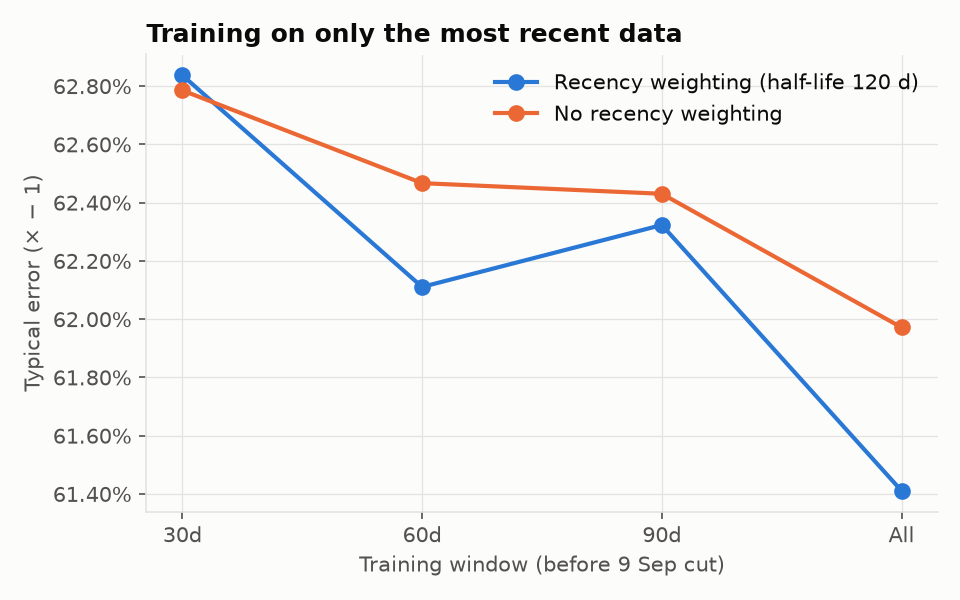 Training on only the most recent data
Recency weighting (half-life 120 d)
No recency weighting
Typical error (× − 1)
62.80%
62.60%
62.40%
62.20%
62.00%
61.80%
61.60%
61.40%
30d
60d
90d
All
Training window (before 9 Sep cut)